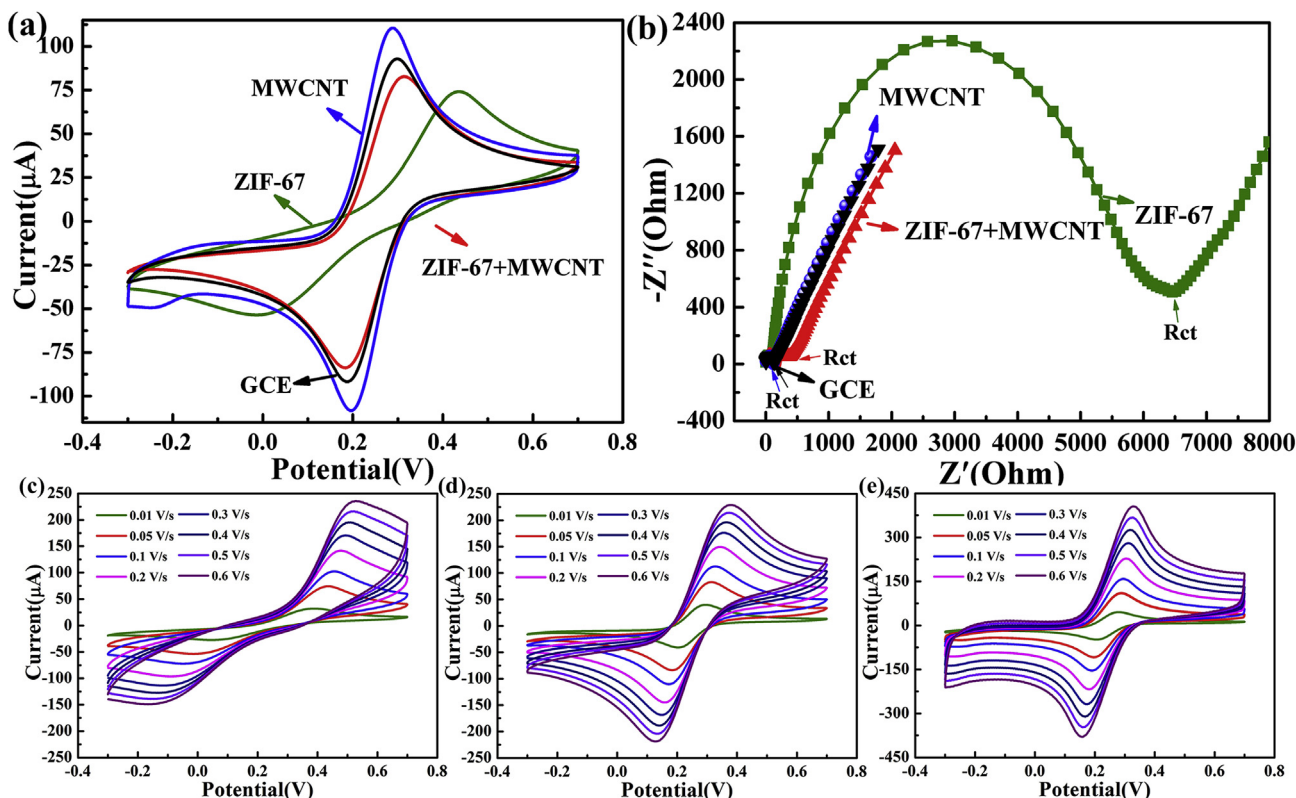 (a)
100
75
50
25
0
-25
-50
-75
-100
Current(μA)
MWCNT
ZIF-67
ZIF-67+MWCNT
GCE
-0.4 -0.2 0.0 0.2 0.4 0.6 0.8
Potential(V)
(b)
2400
2000
1600
1200
800
400
0
-400
-Z''(Ohm)
MWCNT
ZIF-67
ZIF-67+MWCNT
Rct
Rct
GCE
Rct
0 1000 2000 3000 4000 5000 6000 7000 8000
Z'(Ohm)
(c)
250
200
150
100
50
0
-50
-100
-150
-200
-250
Current(μA)
0.01 V/s 0.3 V/s
0.05 V/s 0.4 V/s
0.1 V/s 0.5 V/s
0.2 V/s 0.6 V/s
-0.4 -0.2 0.0 0.2 0.4 0.6 0.8
Potential(V)
(d)
250
200
150
100
50
0
-50
-100
-150
-200
-250
Current(μA)
0.01 V/s 0.3 V/s
0.05 V/s 0.4 V/s
0.1 V/s 0.5 V/s
0.2 V/s 0.6 V/s
-0.4 -0.2 0.0 0.2 0.4 0.6 0.8
Potential(V)
(e)
450
300
150
0
-150
-300
-450
Current(μA)
0.01 V/s 0.3 V/s
0.05 V/s 0.4 V/s
0.1 V/s 0.5 V/s
0.2 V/s 0.6 V/s
-0.4 -0.2 0.0 0.2 0.4 0.6 0.8
Potential(V)